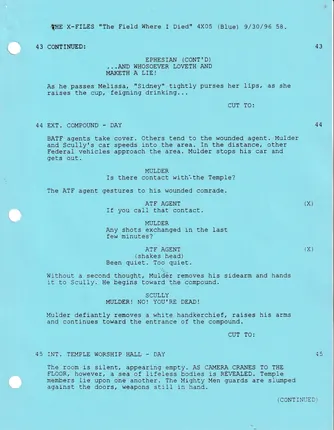 THE X-FILES "The Field Where I Died" 4X05 (Blue) 9/30/96 58.
43 CONTINUED: 43
EPHESIAN (CONT'D)
...AND WHOSOEVER LOVETH AND
MAKETH A LIE!
As he passes Melissa, "Sidney" tightly purses her lips, as she
raises the cup, feigning drinking...
CUT TO:
44 EXT. COMPOUND - DAY 44
BATF agents take cover. Others tend to the wounded agent. Mulder
and Scully's car speeds into the area. In the distance, other
Federal vehicles approach the area. Mulder stops his car and
gets out.
MULDER
Is there contact with the Temple?
The ATF agent gestures to his wounded comrade.
ATF AGENT (X)
If you call that contact.
MULDER
Any shots exchanged in the last
few minutes?
ATF AGENT (X)
(shakes head)
Been quiet. Too quiet.
Without a second thought, Mulder removes his sidearm and hands
it to Scully. He begins toward the compound.
SCULLY
MULDER! NO! YOU'RE DEAD!
Mulder defiantly removes a white handkerchief, raises his arms
and continues toward the entrance of the compound.
CUT TO:
45 INT. TEMPLE WORSHIP HALL - DAY 45
The room is silent, appearing empty. AS CAMERA CRANES TO THE
FLOOR, however, a sea of lifeless bodies is REVEALED. Temple
members lie upon one another. The Mighty Men guards are slumped
against the doors, weapons still in hand.
(CONTINUED)